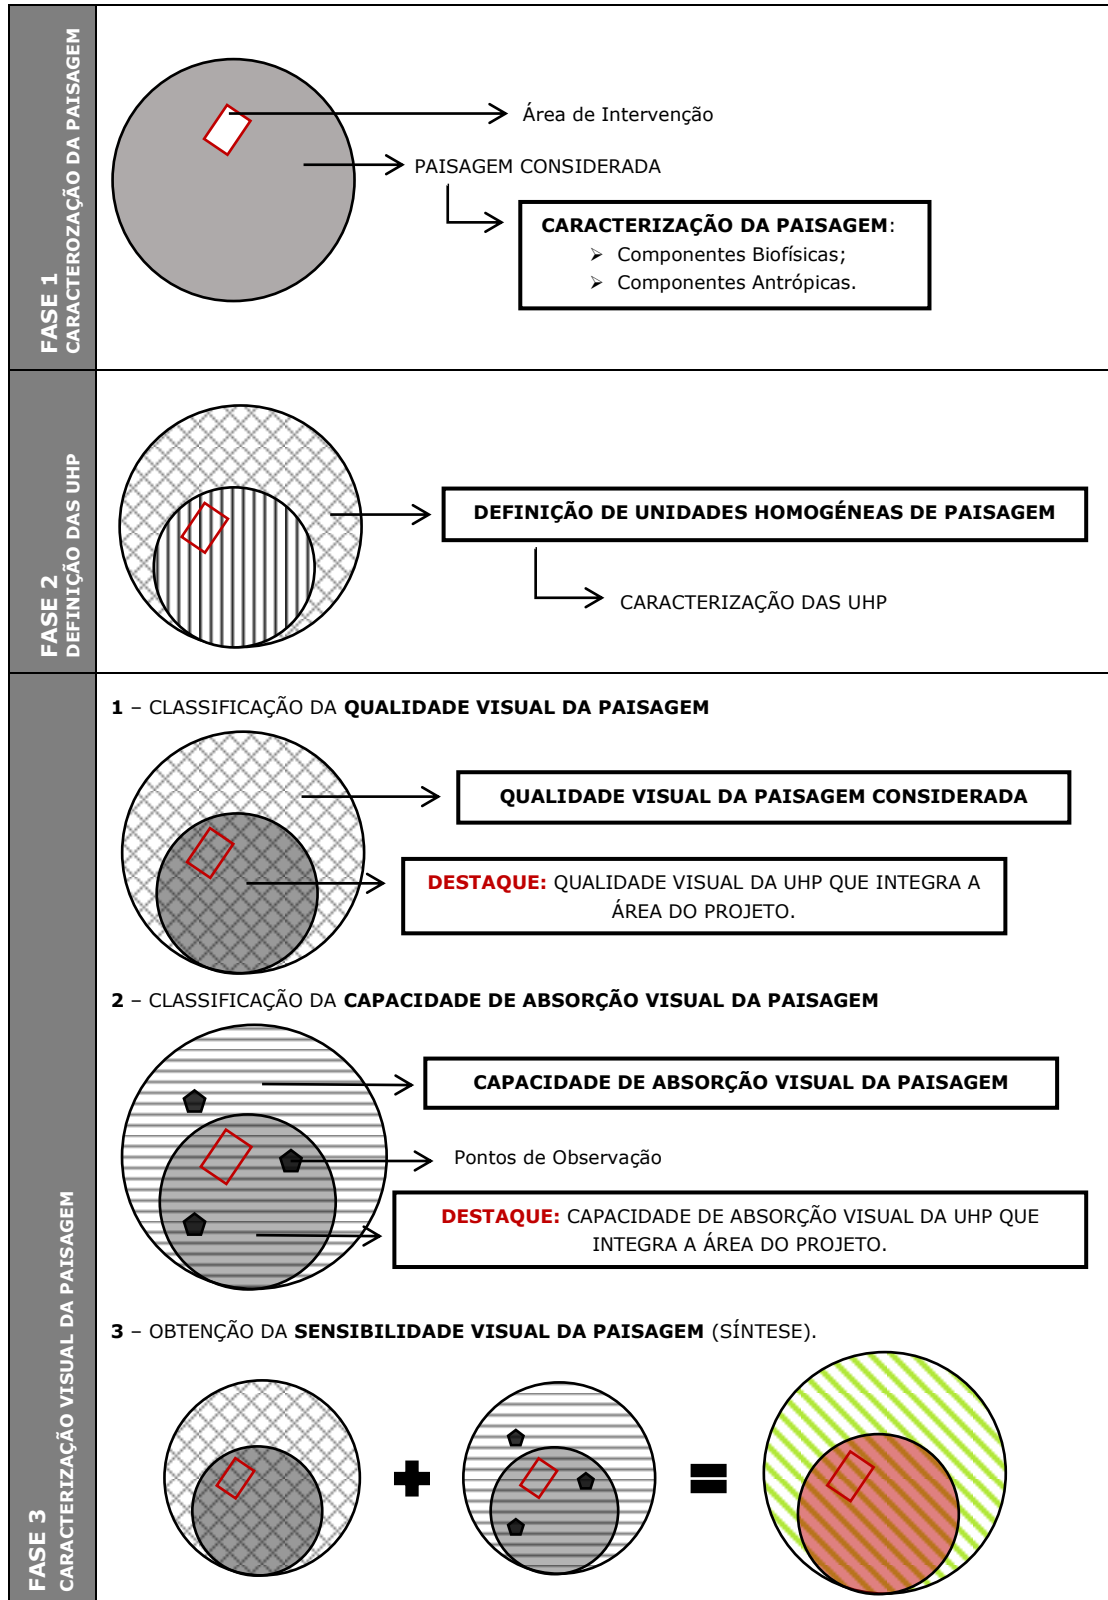 FASE 1
CARACTEROZAÇÃO DA PAISAGEM
Área de Intervenção
PAISAGEM CONSIDERADA
CARACTERIZAÇÃO DA PAISAGEM:
➢ Componentes Biofísicas;
➢ Componentes Antrópicas.
FASE 2
DEFINIÇÃO DAS UHP
DEFINIÇÃO DE UNIDADES HOMOGÉNEAS DE PAISAGEM
CARACTERIZAÇÃO DAS UHP
FASE 3
CARACTERIZAÇÃO VISUAL DA PAISAGEM
1 – CLASSIFICAÇÃO DA QUALIDADE VISUAL DA PAISAGEM
QUALIDADE VISUAL DA PAISAGEM CONSIDERADA
DESTAQUE: QUALIDADE VISUAL DA UHP QUE INTEGRA A
ÁREA DO PROJETO.
2 – CLASSIFICAÇÃO DA CAPACIDADE DE ABSORÇÃO VISUAL DA PAISAGEM
CAPACIDADE DE ABSORÇÃO VISUAL DA PAISAGEM
Pontos de Observação
DESTAQUE: CAPACIDADE DE ABSORÇÃO VISUAL DA UHP QUE
INTEGRA A ÁREA DO PROJETO.
3 – OBTENÇÃO DA SENSIBILIDADE VISUAL DA PAISAGEM (SÍNTESE).